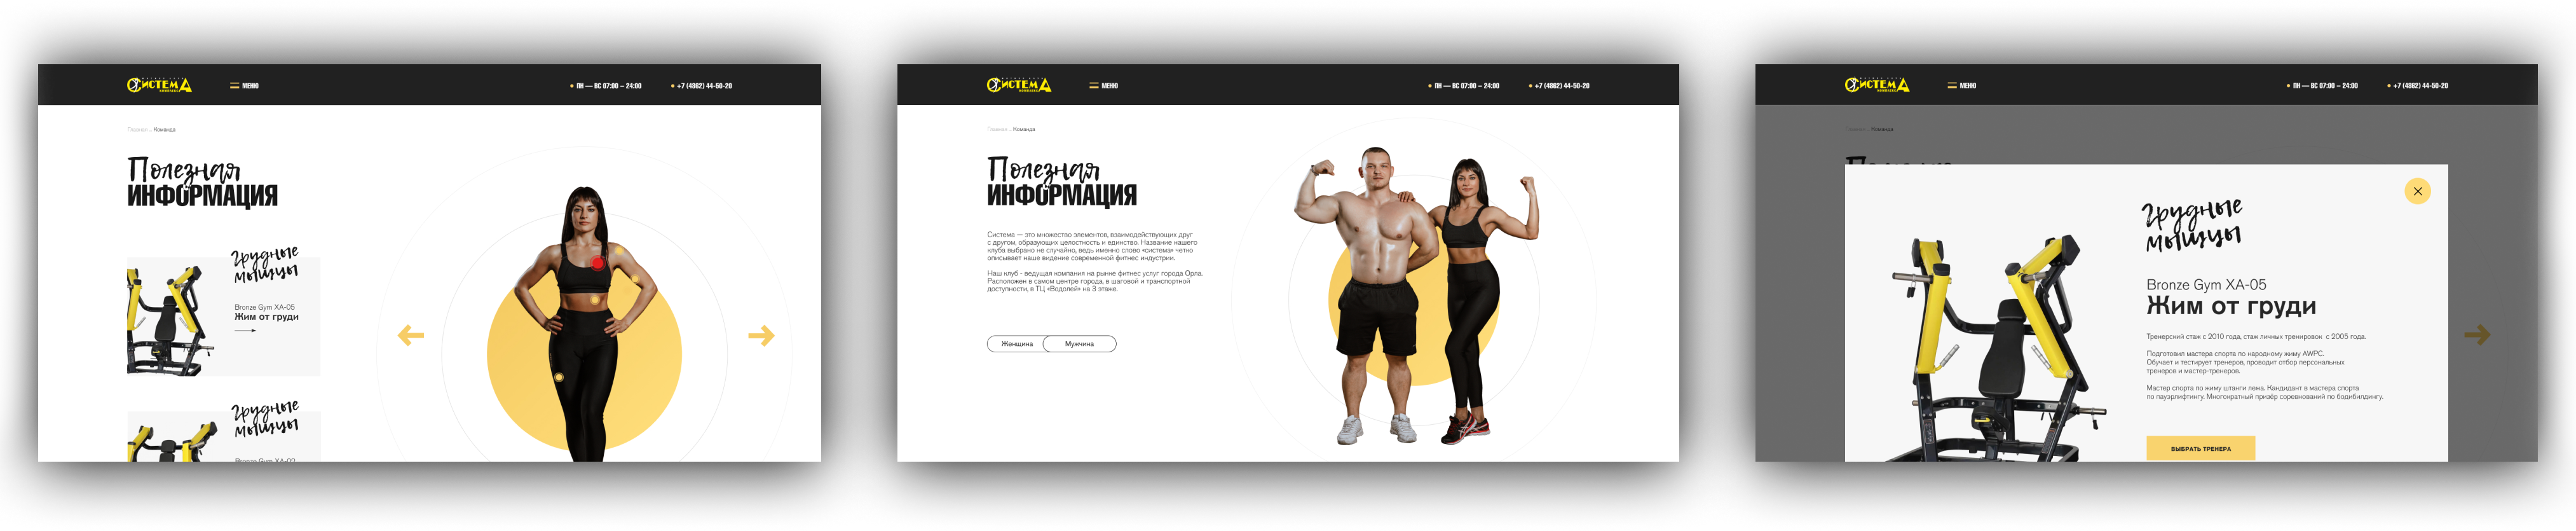 СИСТЕМА
МЕНЮ
ПН — ВС 07:00 – 24:00
+7 (4862) 44-50-20
Главная .. Команда
Полезная
ИНФОРМАЦИЯ
Грудные
мышцы
Bronze Gym XA-05
Жим от груди
Грудные
мышцы
СИСТЕМА
МЕНЮ
ПН — ВС 07:00 – 24:00
+7 (4862) 44-50-20
Главная .. Команда
Полезная
ИНФОРМАЦИЯ
Система — это множество элементов, взаимодействующих друг
с другом, образующих целостность и единство. Название нашего
клуба выбрано не случайно, ведь именно слово «система» четко
описывает наше видение современной фитнес индустрии.
Наш клуб - ведущая компания на рынке фитнес услуг города Орла.
Расположен в самом центре города, в шаговой и транспортной
доступности, в ТЦ «Водолей» на 3 этаже.
Женщина
Мужчина
СИСТЕМА
МЕНЮ
ПН — ВС 07:00 – 24:00
+7 (4862) 44-50-20
Главная .. Команда
Грудные
мышцы
Bronze Gym XA-05
Жим от груди
Тренерский стаж с 2010 года, стаж личных тренировок с 2005 года.
Подготовил мастера спорта по народному жиму AWPC.
Обучает и тестирует тренеров, проводит отбор персональных
тренеров и мастер-тренеров.
Мастер спорта по жиму штанги лежа. Кандидат в мастера спорта
по пауэрлифтингу. Многократный призёр соревнований по бодибилдингу.
ВЫБРАТЬ ТРЕНЕРА